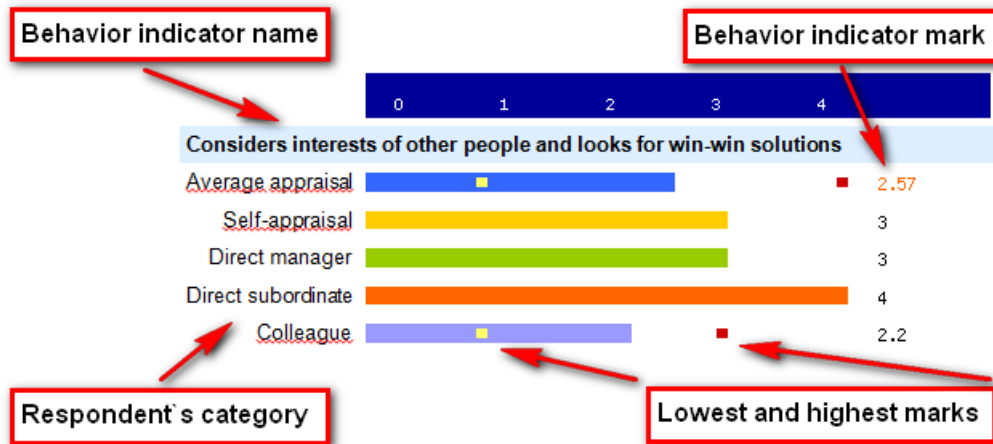 Behavior indicator name
Behavior indicator mark
0 1 2 3 4
Considers interests of other people and looks for win-win solutions
Average appraisal 2.57
Self-appraisal 3
Direct manager 3
Direct subordinate 4
Colleague 2.2
Respondent`s category
Lowest and highest marks